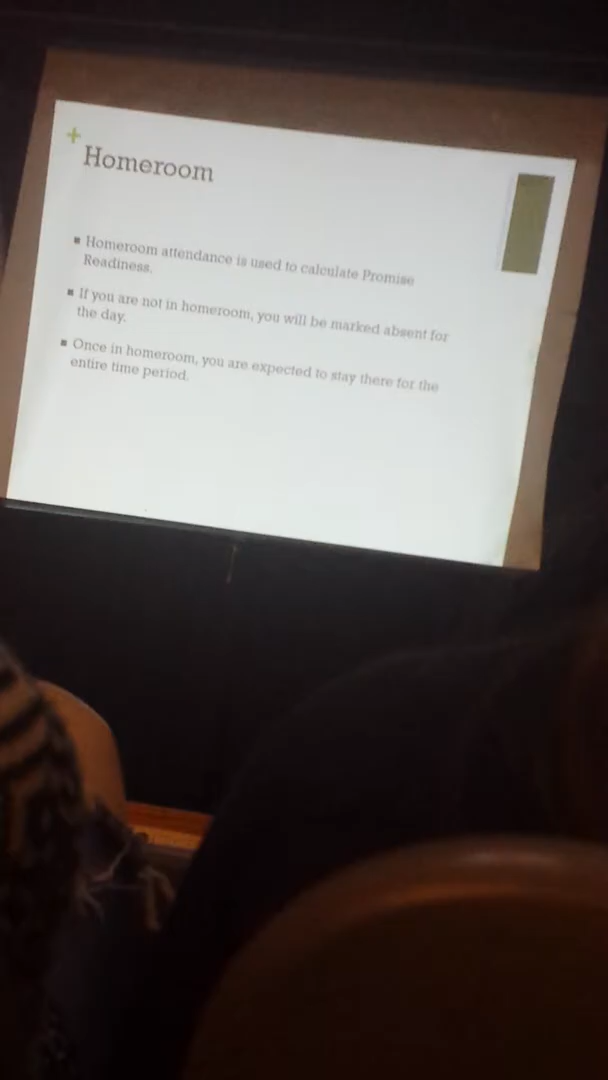 +
Homeroom
▪ Homeroom attendance is used to calculate Promise
Readiness.
▪ If you are not in homeroom, you will be marked absent for
the day.
▪ Once in homeroom, you are expected to stay there for the
entire time period.